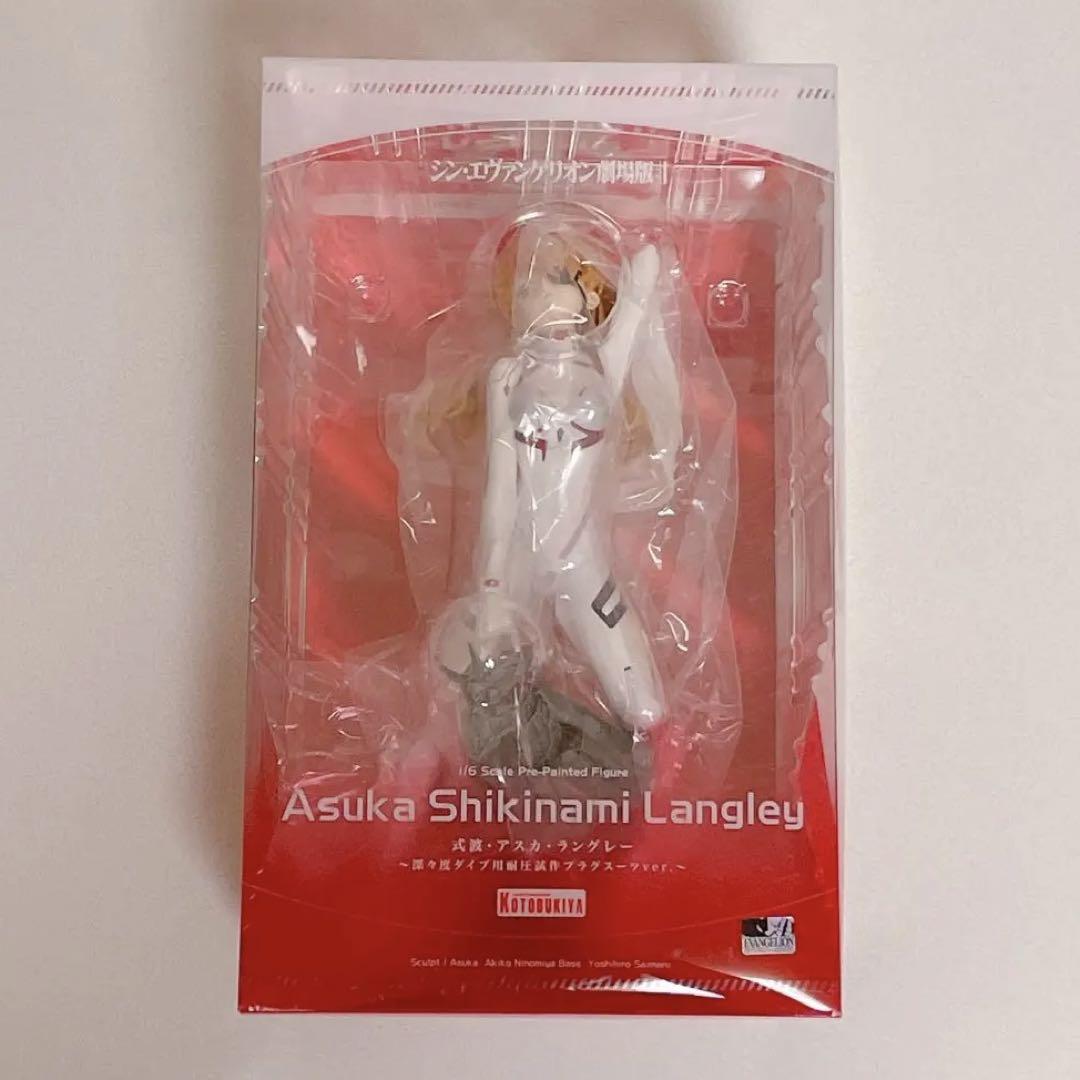 シン・エヴァンゲリオン劇場版
1/6 Scale Pre-Painted Figure
Asuka Shikinami Langley
式波・アスカ・ラングレー
～深々度ダイブ用耐圧試作プラグスーツver.～
KOTOBUKIYA
EVANGELION
Sculpt / Asuka Akiko Ninomiya Base Yoshihiro